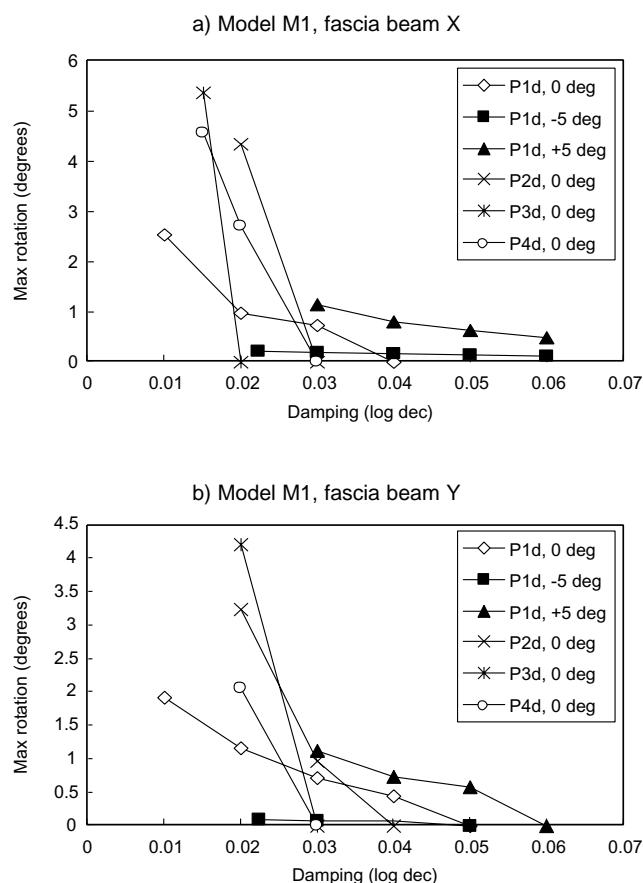 a) Model M1, fascia beam X
6
5
4
3
2
1
0
Max rotation (degrees)
P1d, 0 deg
P1d, -5 deg
P1d, +5 deg
P2d, 0 deg
P3d, 0 deg
P4d, 0 deg
0 0.01 0.02 0.03 0.04 0.05 0.06 0.07
Damping (log dec)
b) Model M1, fascia beam Y
4.5
4
3.5
3
2.5
2
1.5
1
0.5
0
Max rotation (degrees)
P1d, 0 deg
P1d, -5 deg
P1d, +5 deg
P2d, 0 deg
P3d, 0 deg
P4d, 0 deg
0 0.01 0.02 0.03 0.04 0.05 0.06 0.07
Damping (log dec)